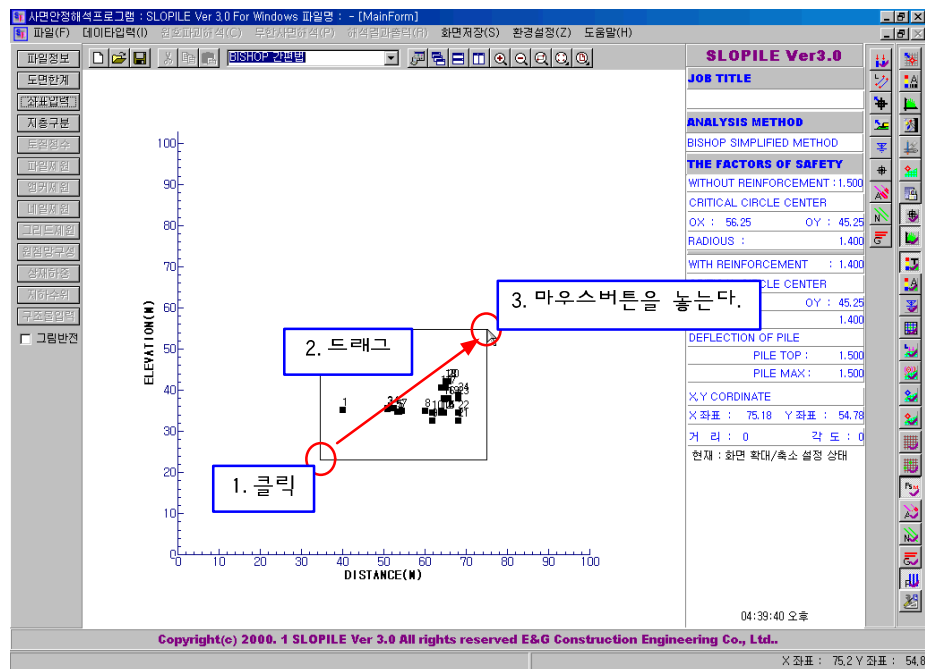 사면안정해석프로그램 : SLOPILE Ver 3,0 For Windows 파일명 : - [MainForm]
파일(F) 데이타입력(I) 원호파괴해석(C) 무한사면해석(P) 해석결과출력(R) 화면저장(S) 환경설정(Z) 도움말(H)
BISHOP 간편법
파일정보
도면한계
좌표입력
지층구분
토질정수
파일제원
앵커제원
네일제원
그리드제원
원점망구성
상재하중
지하수위
구조물입력
그림반전
ELEVATION(M)
100
90
80
70
60
50
40
30
20
10
0
0 10 20 30 40 50 60 70 80 90 100
DISTANCE(M)
1. 클릭
2. 드래그
3. 마우스버튼을 놓는다.
SLOPILE Ver3.0
JOB TITLE
ANALYSIS METHOD
BISHOP SIMPLIFIED METHOD
THE FACTORS OF SAFETY
WITHOUT REINFORCEMENT : 1.500
CRITICAL CIRCLE CENTER
OX : 56.25 OY : 45.25
RADIOUS : 1.400
WITH REINFORCEMENT : 1.400
CLE CENTER
OY : 45.25
1.400
DEFLECTION OF PILE
PILE TOP : 1.500
PILE MAX : 1.500
X,Y CORDINATE
X 좌표 : 75.18 Y 좌표 : 54.78
거 리 : 0 각 도 : 0
현재 : 화면 확대/축소 설정 상태
04:39:40 오후
Copyright(c) 2000. 1 SLOPILE Ver 3.0 All rights reserved E&G Construction Engineering Co., Ltd..
X 좌표 : 75,2 Y 좌표 : 54,8